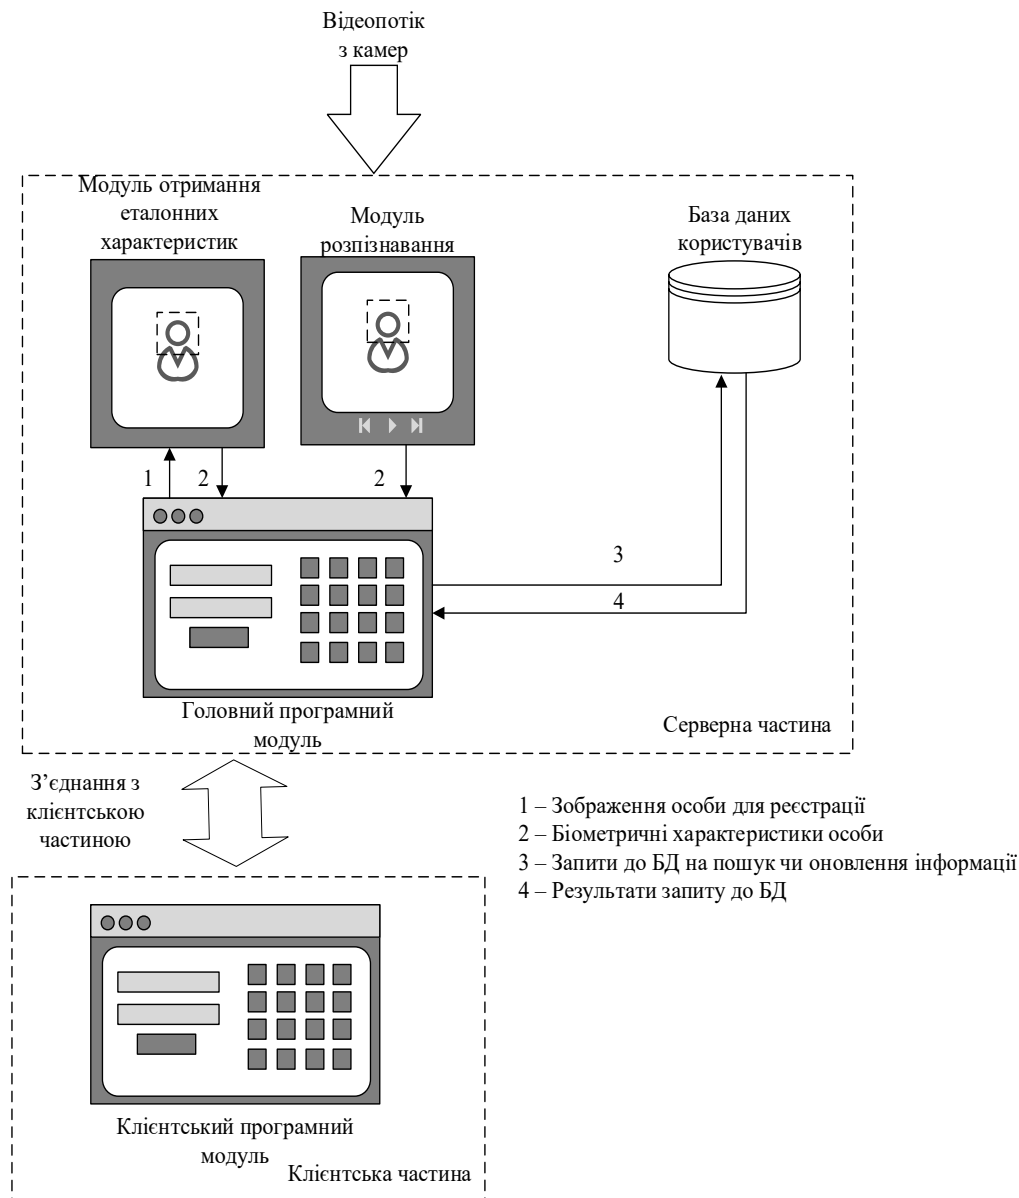 Відеопотік
з камер
Модуль отримання
еталонних
характеристик
Модуль
розпізнавання
База даних
користувачів
1
2
2
3
4
Головний програмний
модуль
Серверна частина
З’єднання з
клієнтською
частиною
1 – Зображення особи для реєстрації
2 – Біометричні характеристики особи
3 – Запити до БД на пошук чи оновлення інформації
4 – Результати запиту до БД
Клієнтський програмний
модуль
Клієнтська частина